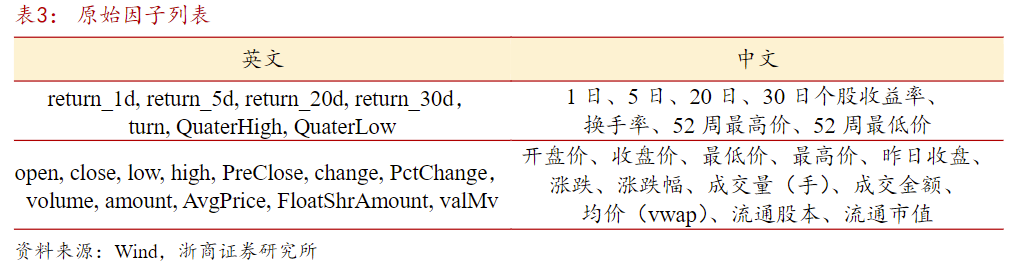 表3： 原始因子列表
英文
中文
return_1d, return_5d, return_20d, return_30d，
turn, QuaterHigh, QuaterLow
1 日、5 日、20 日、30 日个股收益率、
换手率、52 周最高价、52 周最低价
open, close, low, high, PreClose, change, PctChange，
volume, amount, AvgPrice, FloatShrAmount, valMv
开盘价、收盘价、最低价、最高价、昨日收盘、
涨跌、涨跌幅、成交量（手）、成交金额、
均价（vwap）、流通股本、流通市值
资料来源：Wind，浙商证券研究所